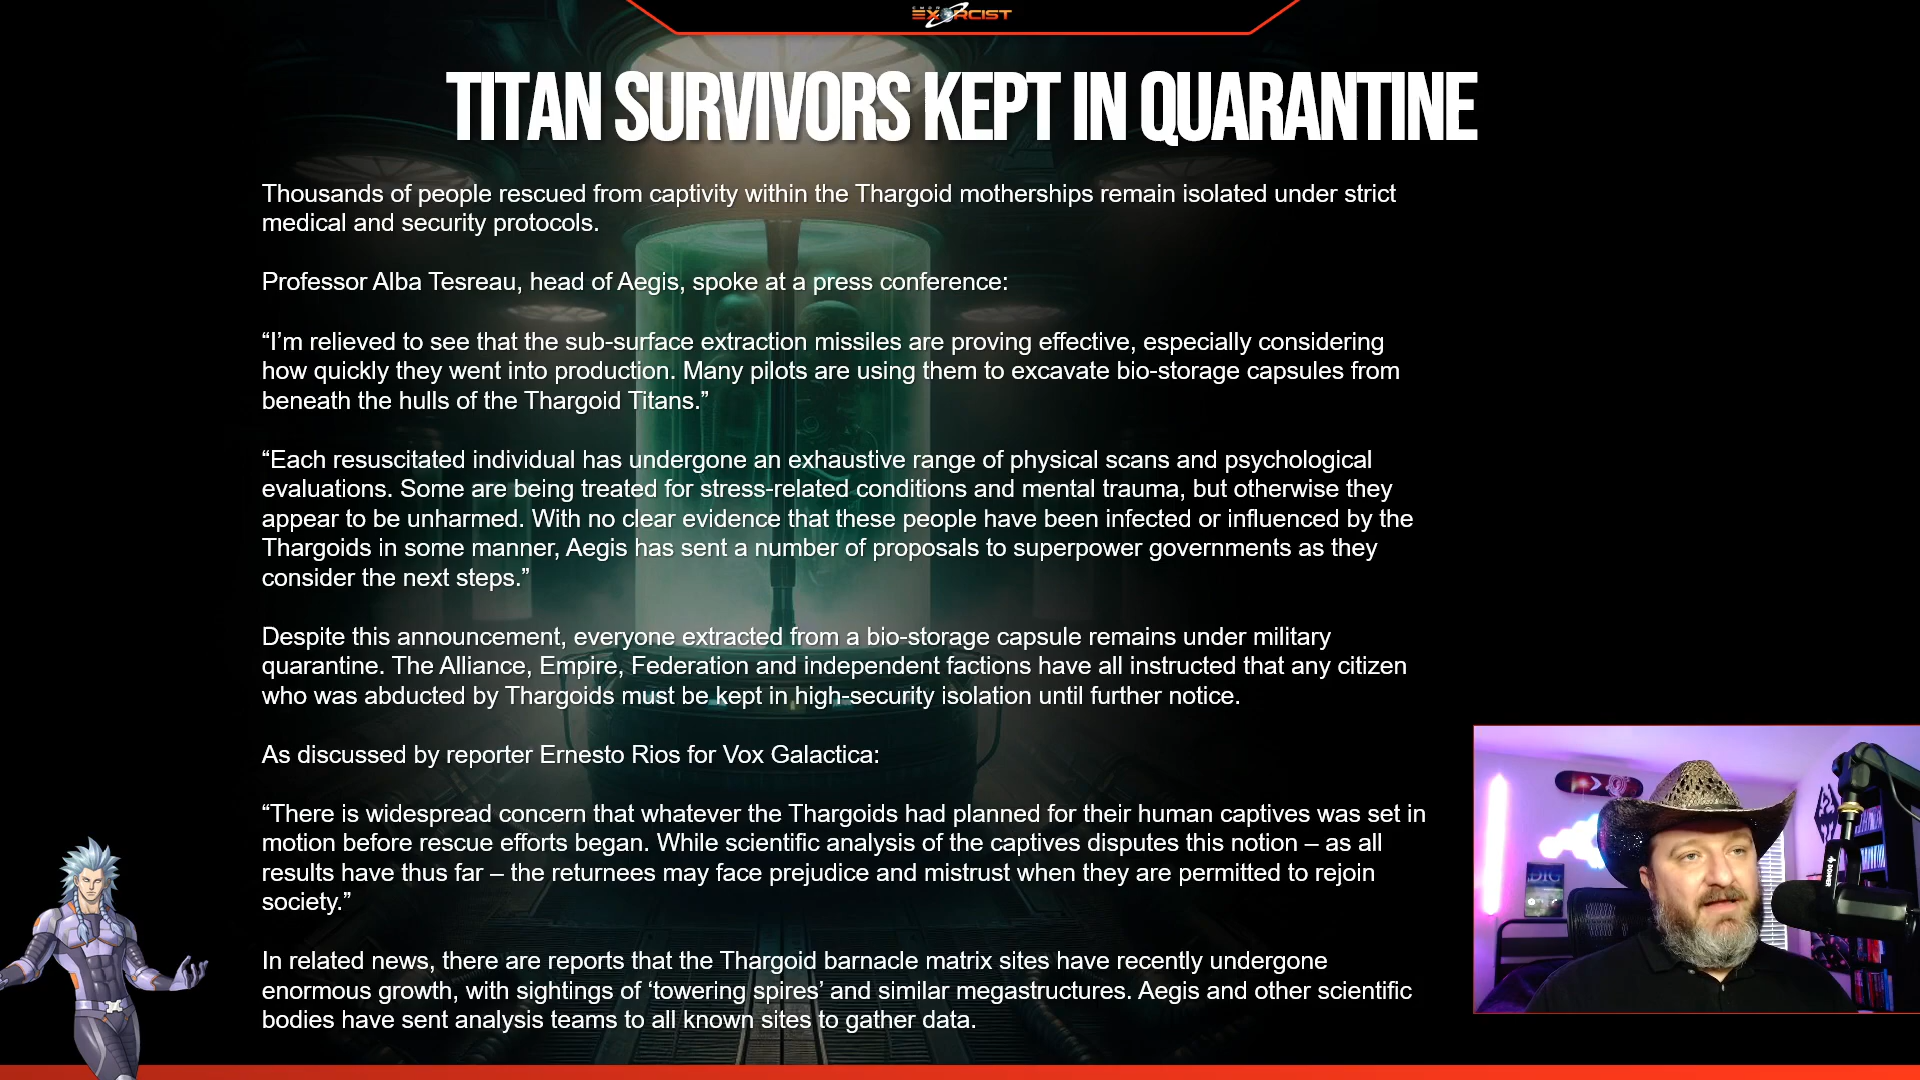 CMDR
EXORCIST
TITAN SURVIVORS KEPT IN QUARANTINE
Thousands of people rescued from captivity within the Thargoid motherships remain isolated under strict
medical and security protocols.
Professor Alba Tesreau, head of Aegis, spoke at a press conference:
“I’m relieved to see that the sub-surface extraction missiles are proving effective, especially considering
how quickly they went into production. Many pilots are using them to excavate bio-storage capsules from
beneath the hulls of the Thargoid Titans.”
“Each resuscitated individual has undergone an exhaustive range of physical scans and psychological
evaluations. Some are being treated for stress-related conditions and mental trauma, but otherwise they
appear to be unharmed. With no clear evidence that these people have been infected or influenced by the
Thargoids in some manner, Aegis has sent a number of proposals to superpower governments as they
consider the next steps.”
Despite this announcement, everyone extracted from a bio-storage capsule remains under military
quarantine. The Alliance, Empire, Federation and independent factions have all instructed that any citizen
who was abducted by Thargoids must be kept in high-security isolation until further notice.
As discussed by reporter Ernesto Rios for Vox Galactica:
“There is widespread concern that whatever the Thargoids had planned for their human captives was set in
motion before rescue efforts began. While scientific analysis of the captives disputes this notion – as all
results have thus far – the returnees may face prejudice and mistrust when they are permitted to rejoin
society.”
In related news, there are reports that the Thargoid barnacle matrix sites have recently undergone
enormous growth, with sightings of ‘towering spires’ and similar megastructures. Aegis and other scientific
bodies have sent analysis teams to all known sites to gather data.
DIG